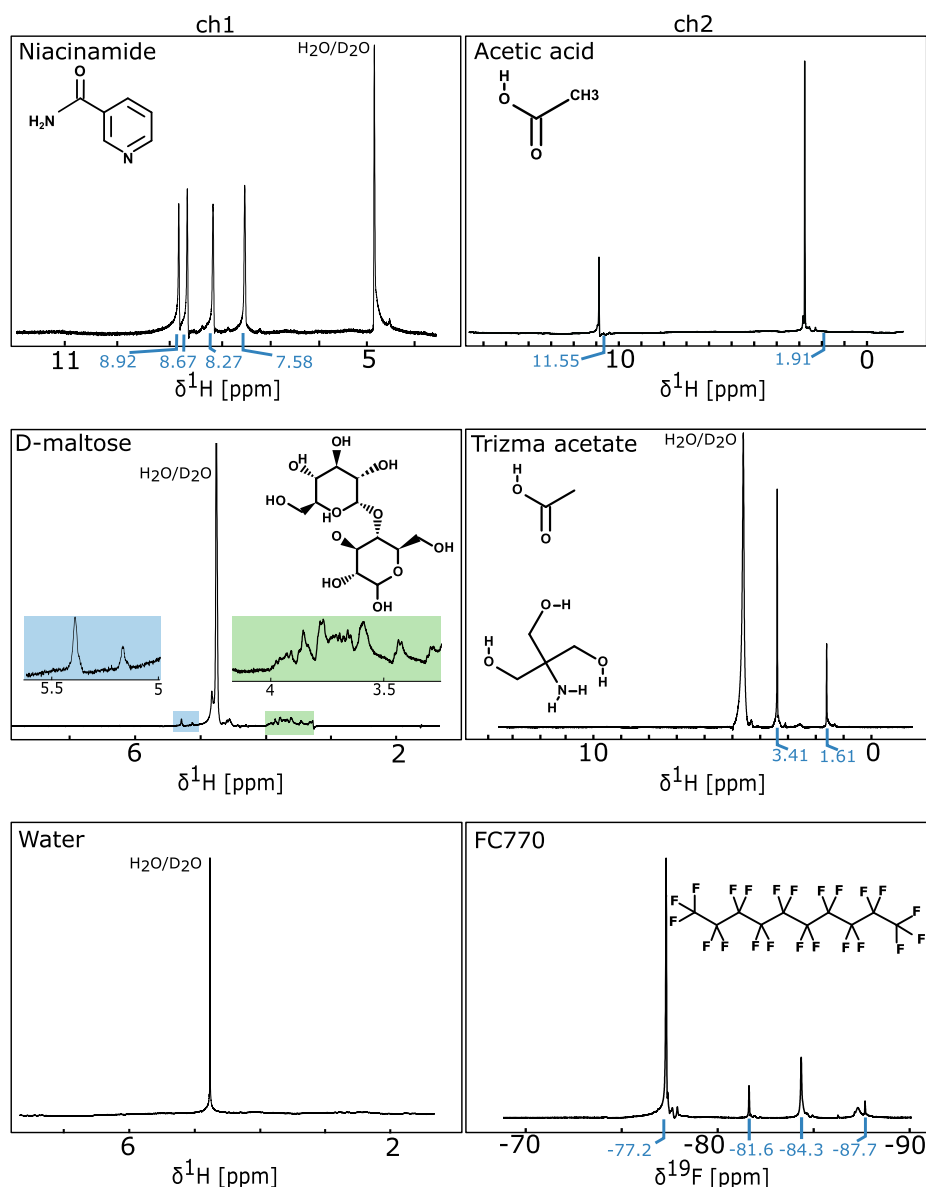 ch1
ch2
Niacinamide
H2O/D2O
O
H2N
N
11
5
8.92
8.67
8.27
7.58
δ1H [ppm]
Acetic acid
H
O
CH3
O
10
0
11.55
1.91
δ1H [ppm]
D-maltose
H2O/D2O
OH
OH
OH
HO
HO
O
O
OH
O
HO
OH
5.5
5
4
3.5
6
2
δ1H [ppm]
Trizma acetate
H2O/D2O
H
O
O
O-H
H
O
O
H
N-H
H
10
0
3.41
1.61
δ1H [ppm]
Water
H2O/D2O
6
2
δ1H [ppm]
FC770
F F F F F F F F F
F F
F F F F F F F F F
F F
-70
-80
-90
-77.2
-81.6
-84.3
-87.7
δ19F [ppm]